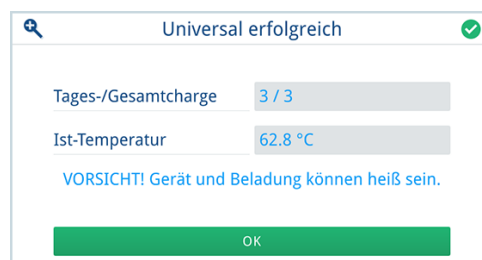 Universal erfolgreich
Tages-/Gesamtcharge 3 / 3
Ist-Temperatur 62.8 °C
VORSICHT! Gerät und Beladung können heiß sein.
OK